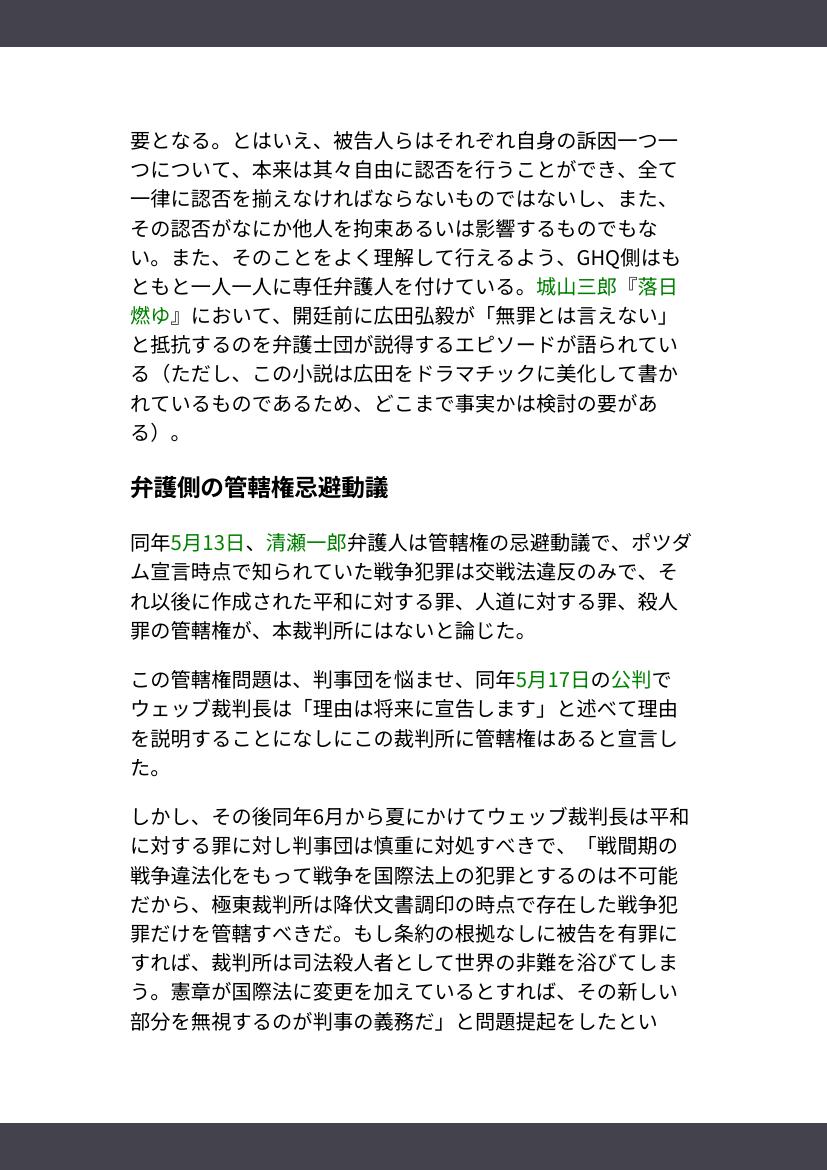 要となる。とはいえ、被告人らはそれぞれ自身の訴因一つ一
つについて、本来は其々自由に認否を行うことができ、全て
一律に認否を揃えなければならないものではないし、また、
その認否がなにか他人を拘束あるいは影響するものでもな
い。また、そのことをよく理解して行えるよう、GHQ側はも
ともと一人一人に専任弁護人を付けている。城山三郎『落日
燃ゆ』において、開廷前に広田弘毅が「無罪とは言えない」
と抵抗するのを弁護士団が説得するエピソードが語られてい
る（ただし、この小説は広田をドラマチックに美化して書か
れているものであるため、どこまで事実かは検討の要があ
る）。
弁護側の管轄権忌避動議
同年5月13日、清瀬一郎弁護人は管轄権の忌避動議で、ポツダ
ム宣言時点で知られていた戦争犯罪は交戦法違反のみで、そ
れ以後に作成された平和に対する罪、人道に対する罪、殺人
罪の管轄権が、本裁判所にはないと論じた。
この管轄権問題は、判事団を悩ませ、同年5月17日の公判で
ウェッブ裁判長は「理由は将来に宣告します」と述べて理由
を説明することになしにこの裁判所に管轄権はあると宣言し
た。
しかし、その後同年6月から夏にかけてウェッブ裁判長は平和
に対する罪に対し判事団は慎重に対処すべきで、「戦間期の
戦争違法化をもって戦争を国際法上の犯罪とするのは不可能
だから、極東裁判所は降伏文書調印の時点で存在した戦争犯
罪だけを管轄すべきだ。もし条約の根拠なしに被告を有罪に
すれば、裁判所は司法殺人者として世界の非難を浴びてしま
う。憲章が国際法に変更を加えているとすれば、その新しい
部分を無視するのが判事の義務だ」と問題提起をしたとい